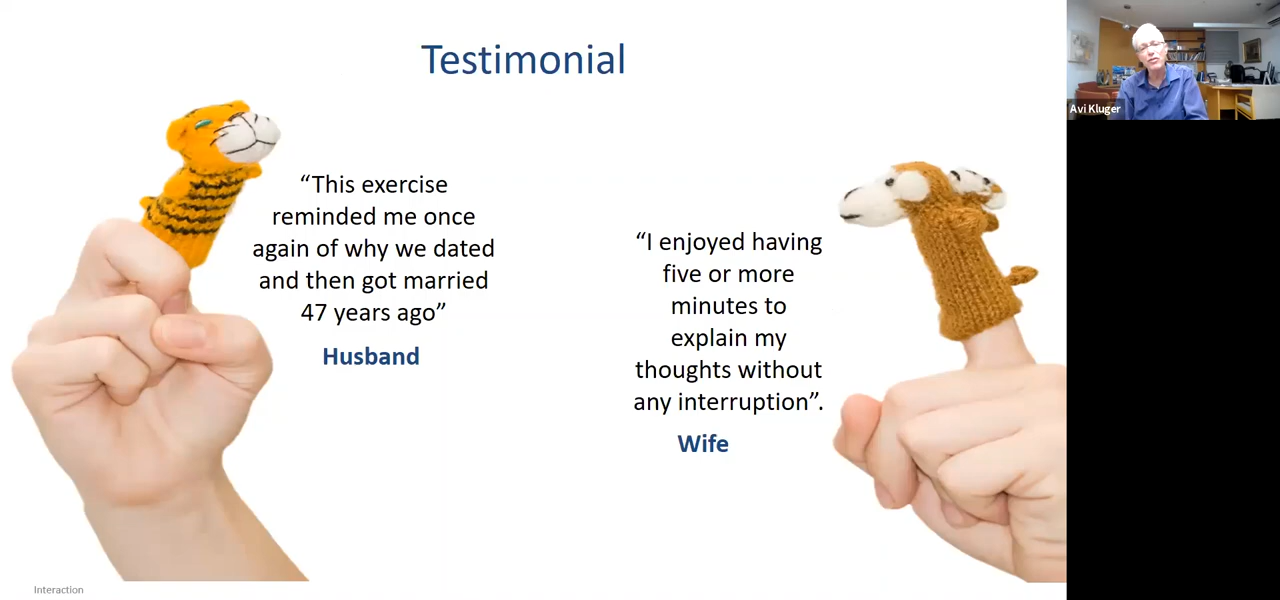 Testimonial
“This exercise
reminded me once
again of why we dated
and then got married
47 years ago”
Husband
“I enjoyed having
five or more
minutes to
explain my
thoughts without
any interruption”.
Wife
Interaction
Avi Kluger